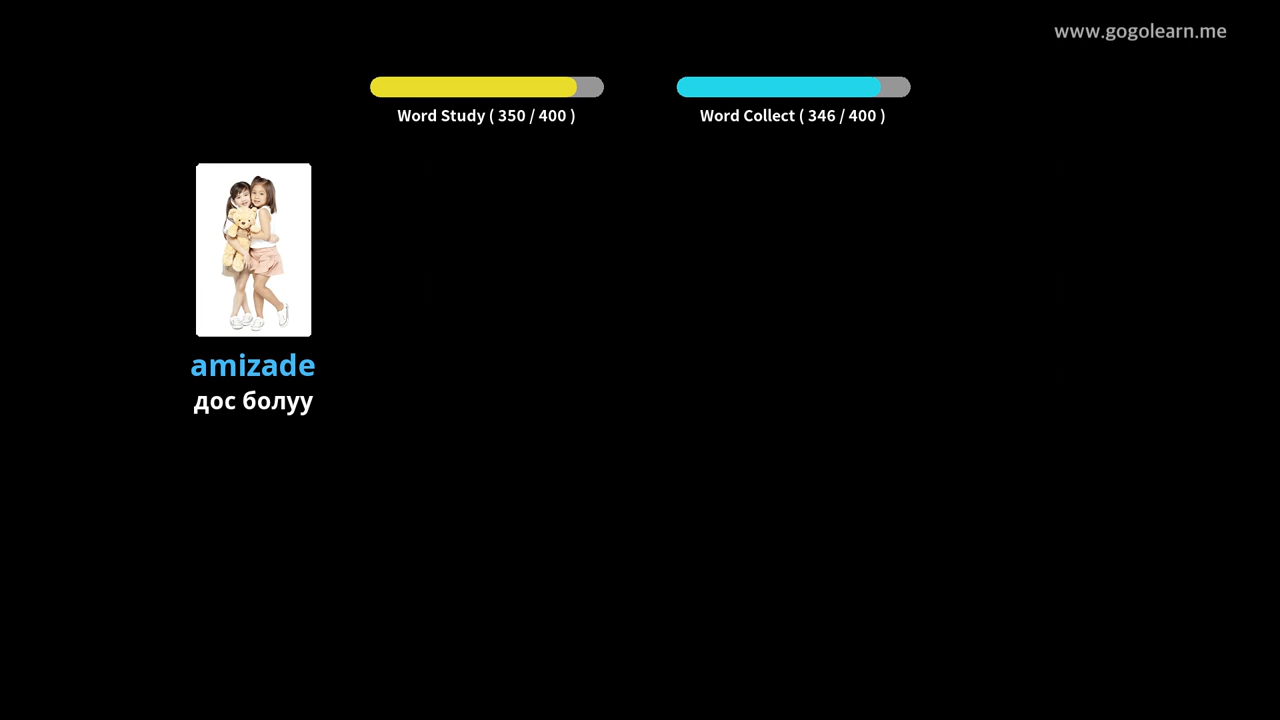 www.gogolearn.me
Word Study ( 350 / 400 )
Word Collect ( 346 / 400 )
amizade
дос болуу